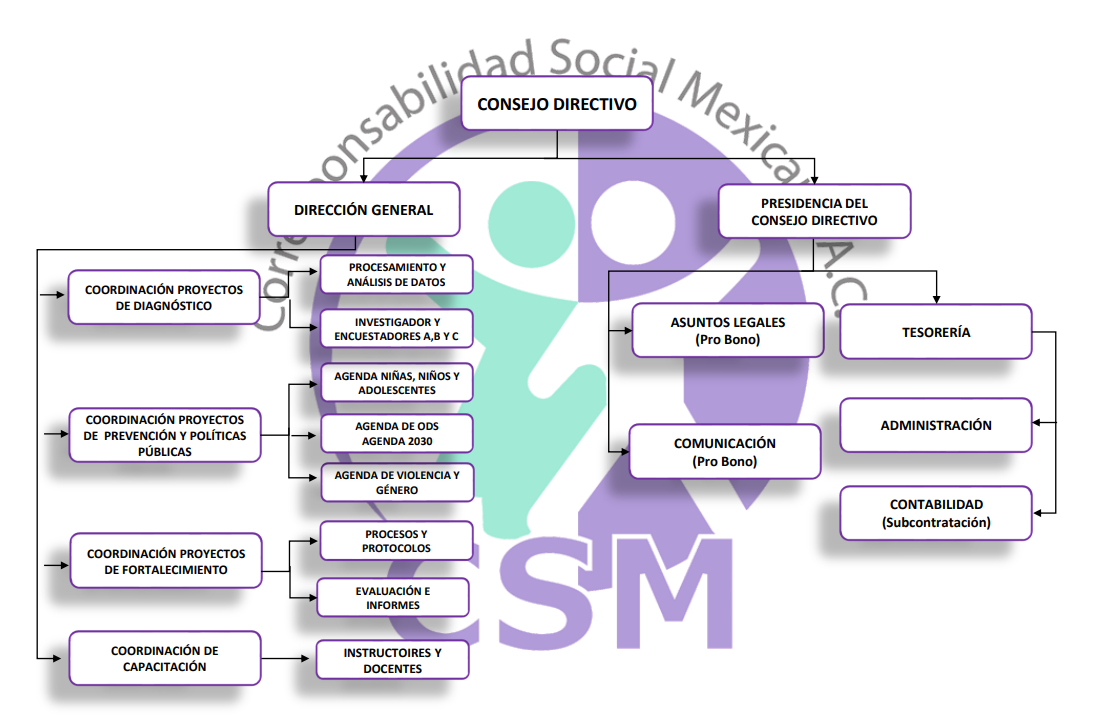 Corresponsabilidad Social Mexicana A.C.
CONSEJO DIRECTIVO
DIRECCIÓN GENERAL
PRESIDENCIA DEL
CONSEJO DIRECTIVO
COORDINACIÓN PROYECTOS
DE DIAGNÓSTICO
PROCESAMIENTO Y
ANÁLISIS DE DATOS
INVESTIGADOR Y
ENCUESTADORES A,B Y C
COORDINACIÓN PROYECTOS
DE PREVENCIÓN Y POLÍTICAS
PÚBLICAS
AGENDA NIÑAS, NIÑOS Y
ADOLESCENTES
AGENDA DE ODS
AGENDA 2030
AGENDA DE VIOLENCIA Y
GÉNERO
COORDINACIÓN PROYECTOS
DE FORTALECIMIENTO
PROCESOS Y
PROTOCOLOS
EVALUACIÓN E
INFORMES
COORDINACIÓN DE
CAPACITACIÓN
INSTRUCTOIRES Y
DOCENTES
ASUNTOS LEGALES
(Pro Bono)
COMUNICACIÓN
(Pro Bono)
TESORERÍA
ADMINISTRACIÓN
CONTABILIDAD
(Subcontratación)
CSM